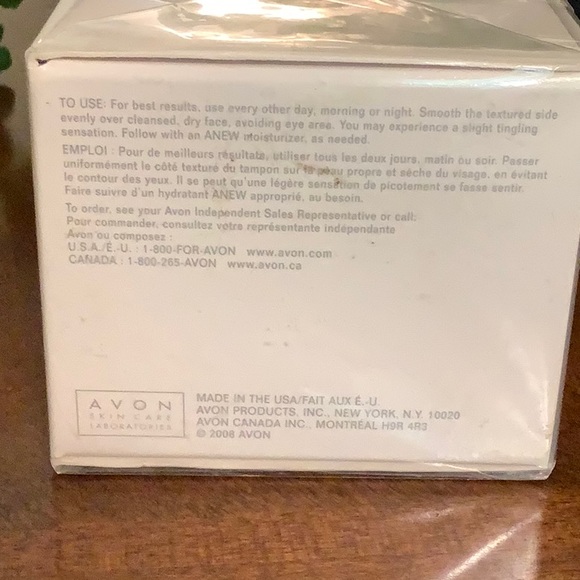 TO USE: For best results, use every other day, morning or night. Smooth the textured side
evenly over cleansed, dry face, avoiding eye area. You may experience a slight tingling
sensation. Follow with an ANEW moisturizer, as needed.
EMPLOI : Pour de meilleurs résultats, utiliser tous les deux jours, matin ou soir. Passer
uniformément le côté texturé du tampon sur la peau propre et sèche du visage, en évitant
le contour des yeux. Il se peut qu'une légère sensation de picotement se fasse sentir.
Faire suivre d'un hydratant ANEW approprié, au besoin.
To order, see your Avon Independent Sales Representative or call:
Pour commander, consultez votre représentante indépendante
Avon ou composez :
U.S.A./É.-U. : 1-800-FOR-AVON www.avon.com
CANADA : 1-800-265-AVON www.avon.ca
AVON
SKIN CARE
LABORATORIES
MADE IN THE USA/FAIT AUX É.-U.
AVON PRODUCTS, INC., NEW YORK, N.Y. 10020
AVON CANADA INC., MONTRÉAL H9R 4R3
© 2008 AVON